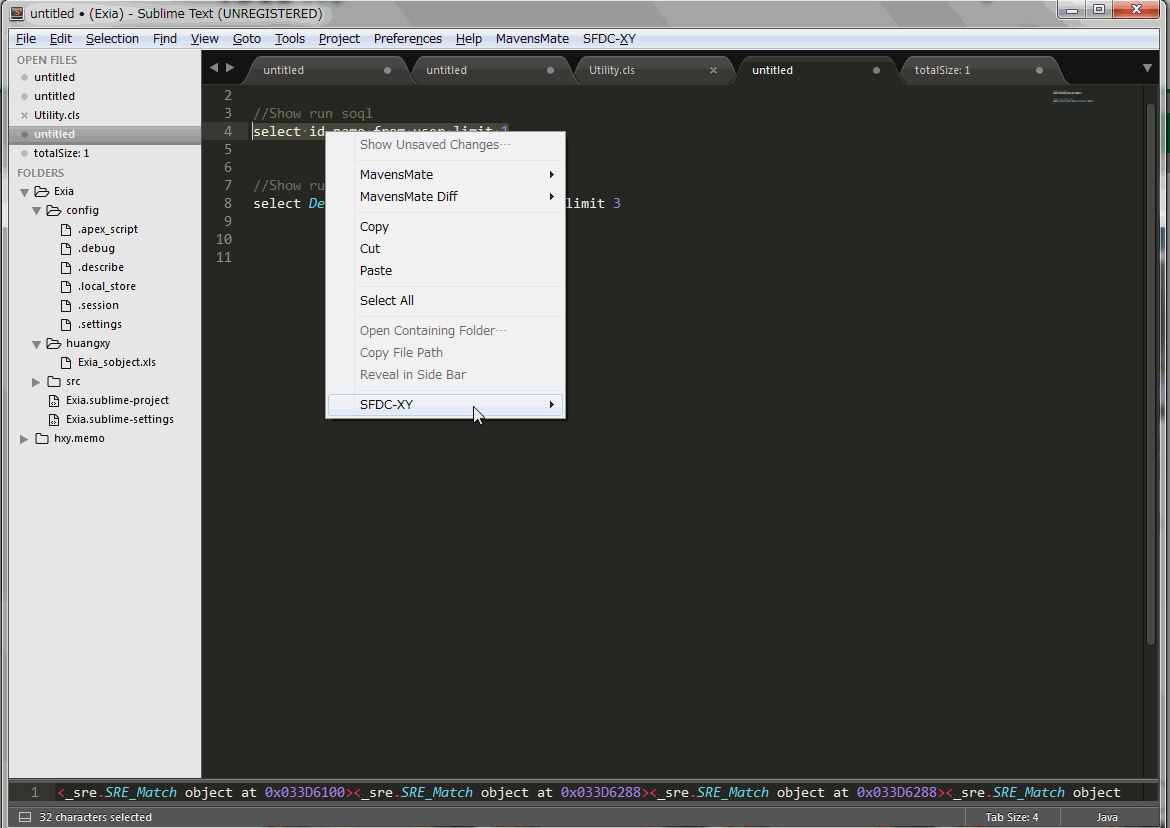 untitled • (Exia) - Sublime Text (UNREGISTERED)
File Edit Selection Find View Goto Tools Project Preferences Help MavensMate SFDC-XY
OPEN FILES
untitled
untitled
Utility.cls
untitled
totalSize: 1
FOLDERS
Exia
config
.apex_script
.debug
.describe
.local_store
.session
.settings
huangxy
Exia_sobject.xls
src
Exia.sublime-project
Exia.sublime-settings
hxy.memo
untitled untitled Utility.cls untitled totalSize: 1
2
3 //Show run soql
4 select id,name from user limit 1
5
6
7 //Show ru
8 select De limit 3
9
10
11
Show Unsaved Changes…
MavensMate
MavensMate Diff
Copy
Cut
Paste
Select All
Open Containing Folder…
Copy File Path
Reveal in Side Bar
SFDC-XY
1 <_sre.SRE_Match object at 0x033D6100><_sre.SRE_Match object at 0x033D6288><_sre.SRE_Match object at 0x033D6288><_sre.SRE_Match object
32 characters selected Tab Size: 4 Java